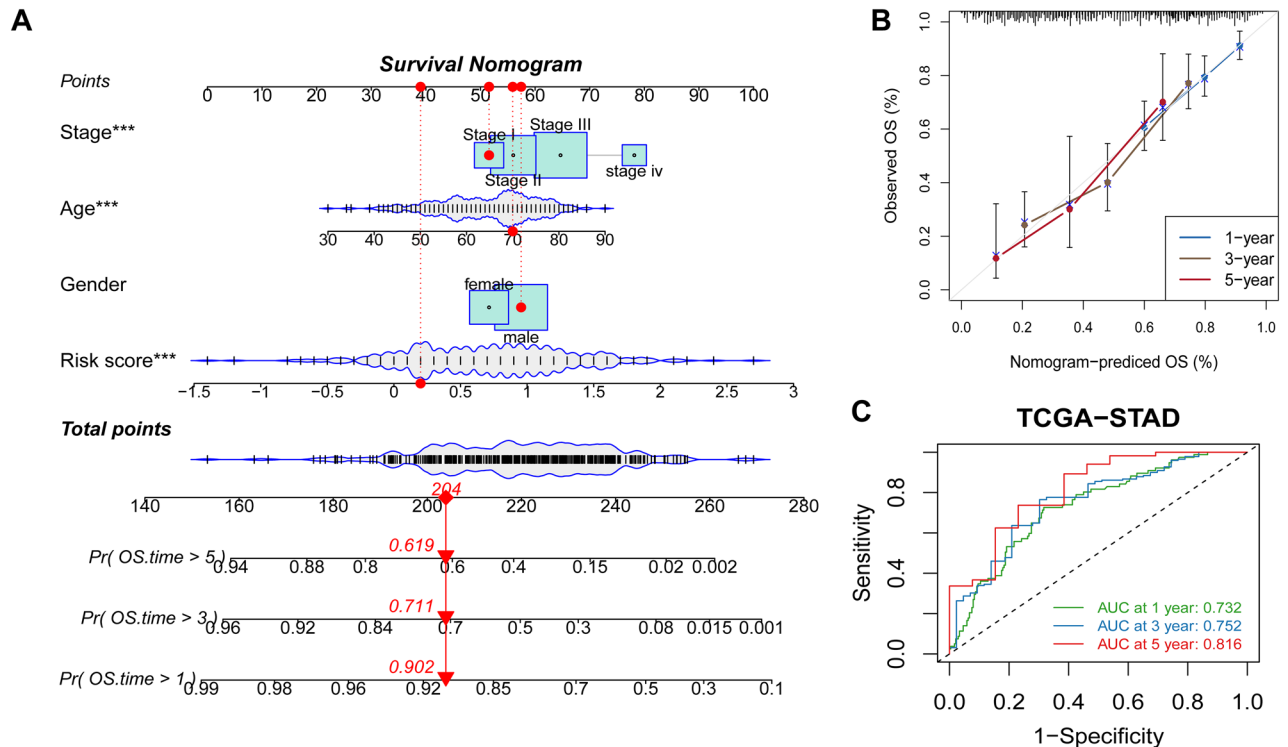 A
Survival Nomogram
Points
0 10 20 30 40 50 60 70 80 90 100
Stage***
Stage I
Stage III
Stage II
stage iv
Age***
30 40 50 60 70 80 90
Gender
female
male
Risk score***
−1.5 −1 0 0.5 1 1.5 2 2.5 3
Total points
204
140 160 180 200 220 240 260 280
0.619
Pr( OS.time > 5 )
0.94 0.88 0.8 0.6 0.4 0.15 0.02 0.002
0.711
Pr( OS.time > 3 )
0.96 0.92 0.84 0.7 0.5 0.3 0.08 0.015 0.001
0.902
Pr( OS.time > 1 )
0.99 0.98 0.96 0.92 0.85 0.7 0.5 0.3 0.1
B
Observed OS (%)
1.0
0.8
0.6
0.4
0.2
0.0
1−year
3−year
5−year
0.0 0.2 0.4 0.6 0.8 1.0
Nomogram−prediced OS (%)
C
TCGA−STAD
Sensitivity
0.8
0.4
0.0
AUC at 1 year: 0.732
AUC at 3 year: 0.752
AUC at 5 year: 0.816
0.0 0.2 0.4 0.6 0.8 1.0
1−Specificity